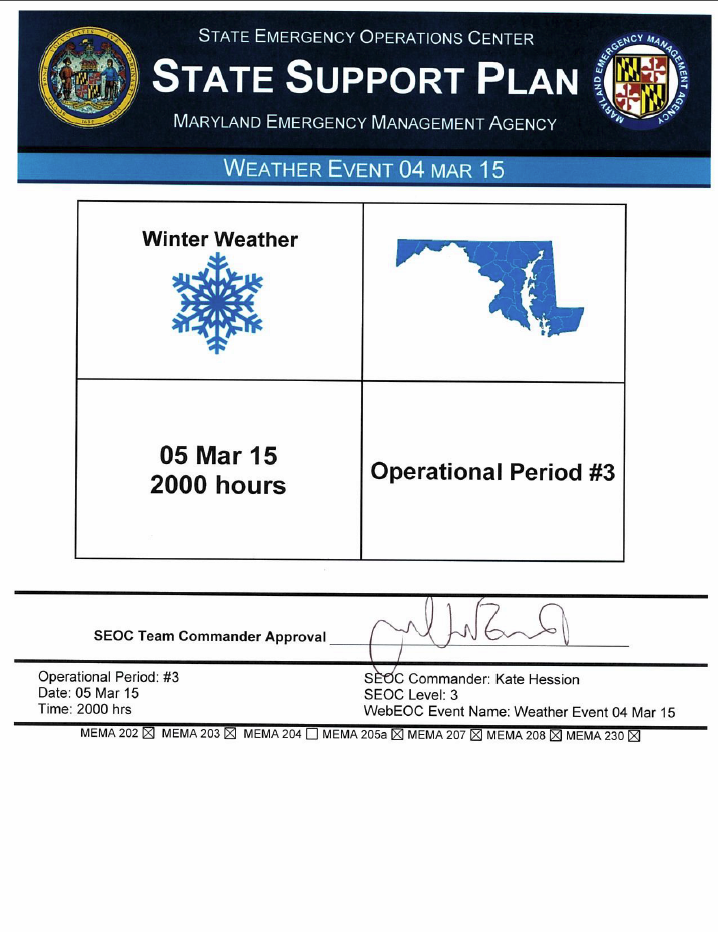 STATE EMERGENCY OPERATIONS CENTER
STATE SUPPORT PLAN
MARYLAND EMERGENCY MANAGEMENT AGENCY
MARYLAND EMERGENCY MANAGEMENT AGENCY
WEATHER EVENT 04 MAR 15
Winter Weather
05 Mar 15
2000 hours
Operational Period #3
SEOC Team Commander Approval
Operational Period: #3
Date: 05 Mar 15
Time: 2000 hrs
SEOC Commander: Kate Hession
SEOC Level: 3
WebEOC Event Name: Weather Event 04 Mar 15
MEMA 202 ☒ MEMA 203 ☒ MEMA 204 ☐ MEMA 205a ☒ MEMA 207 ☒ MEMA 208 ☒ MEMA 230 ☒